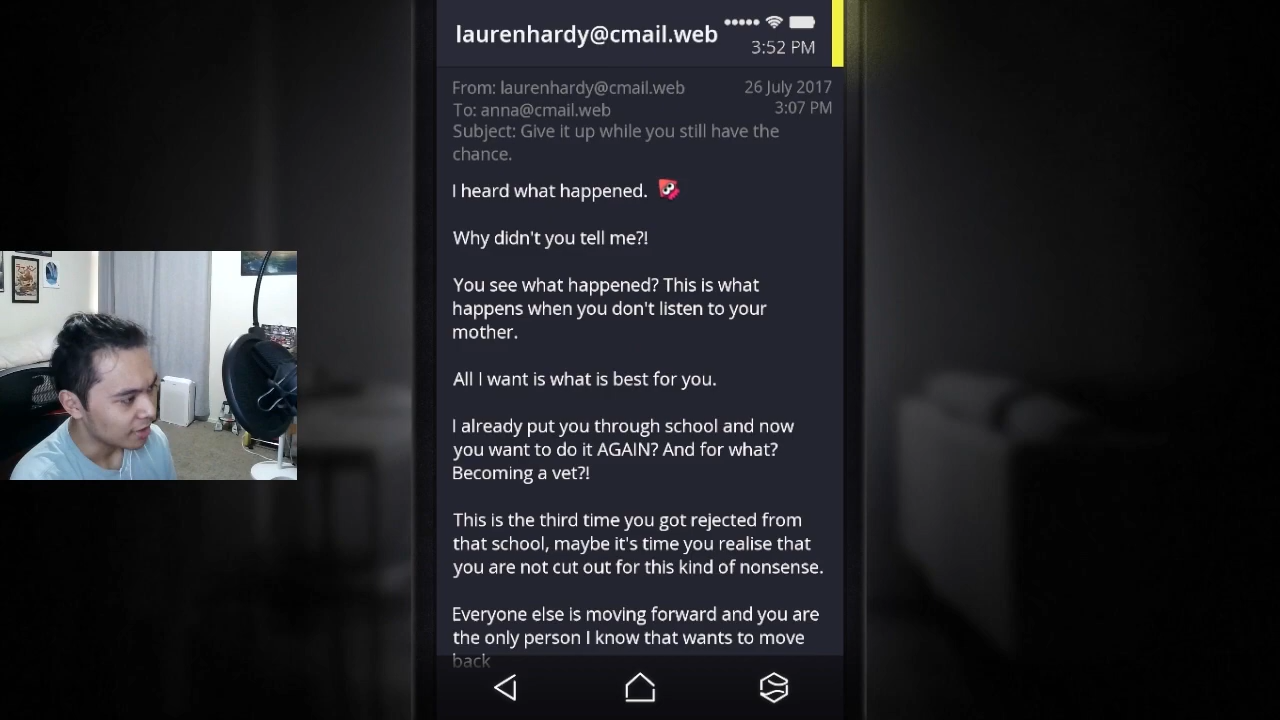 laurenhardy@cmail.web
3:52 PM
From: laurenhardy@cmail.web
26 July 2017
To: anna@cmail.web
3:07 PM
Subject: Give it up while you still have the
chance.
I heard what happened.
Why didn't you tell me?!
You see what happened? This is what
happens when you don't listen to your
mother.
All I want is what is best for you.
I already put you through school and now
you want to do it AGAIN? And for what?
Becoming a vet?!
This is the third time you got rejected from
that school, maybe it's time you realise that
you are not cut out for this kind of nonsense.
Everyone else is moving forward and you are
the only person I know that wants to move
back